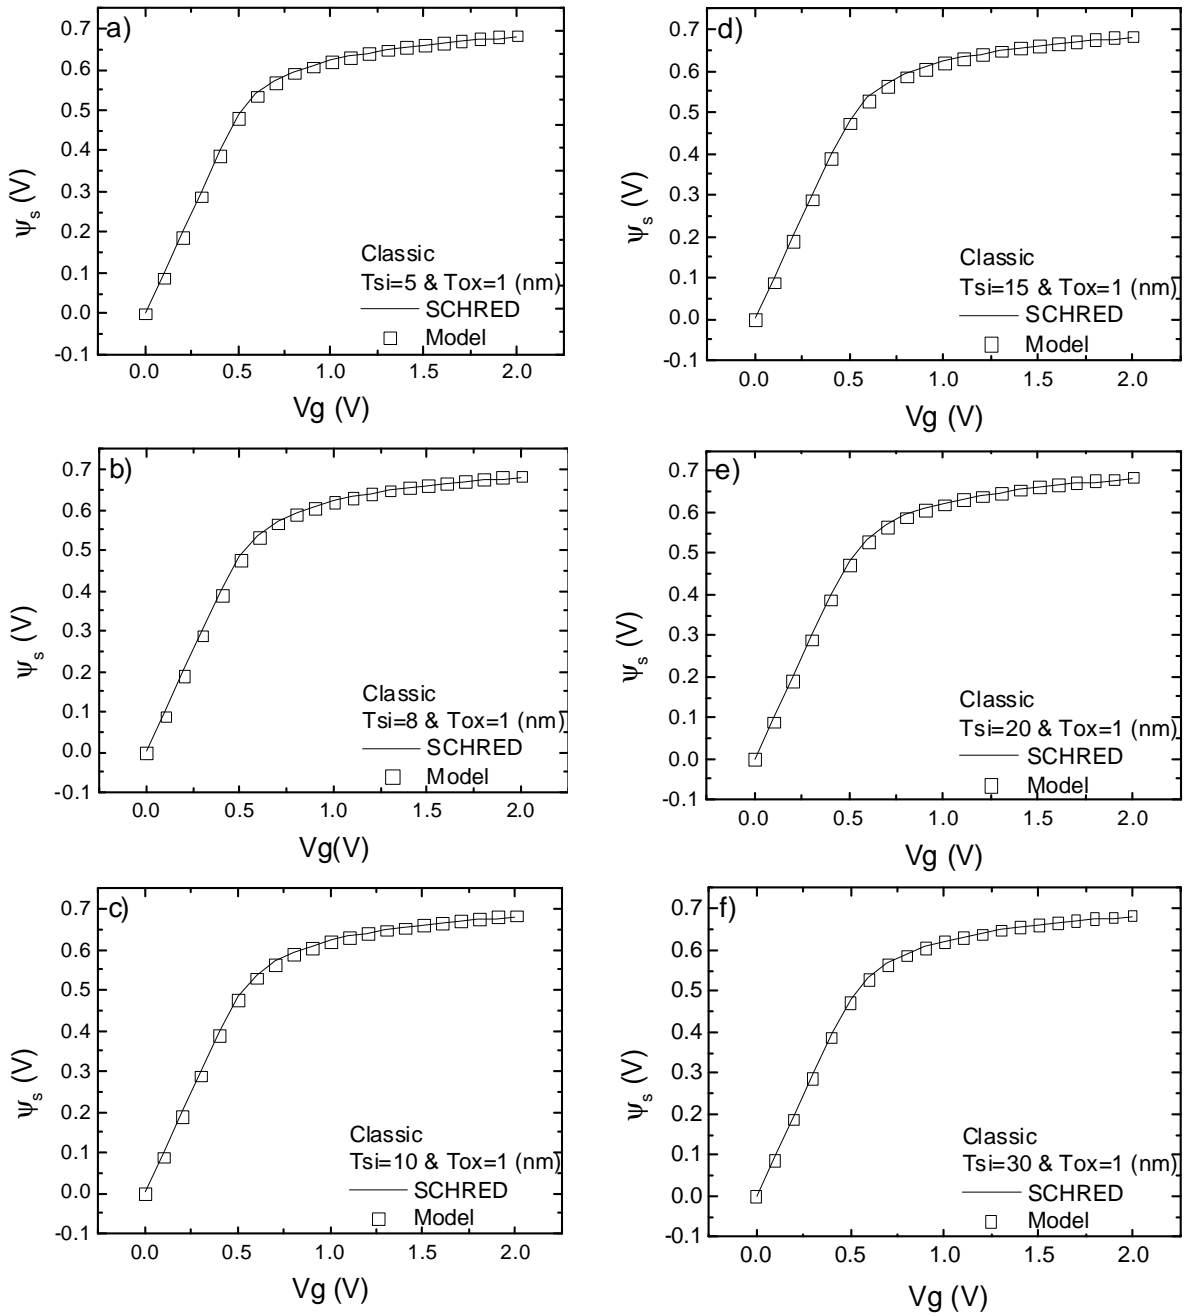 a)
0.7
0.6
0.5
0.4
0.3
0.2
0.1
0.0
-0.1
ψs (V)
Classic
Tsi=5 & Tox=1 (nm)
SCHRED
Model
0.0 0.5 1.0 1.5 2.0
Vg (V)
d)
0.7
0.6
0.5
0.4
0.3
0.2
0.1
0.0
-0.1
ψs (V)
Classic
Tsi=15 & Tox=1 (nm)
SCHRED
Model
0.0 0.5 1.0 1.5 2.0
Vg (V)
b)
0.7
0.6
0.5
0.4
0.3
0.2
0.1
0.0
-0.1
ψs (V)
Classic
Tsi=8 & Tox=1 (nm)
SCHRED
Model
0.0 0.5 1.0 1.5 2.0
Vg(V)
e)
0.7
0.6
0.5
0.4
0.3
0.2
0.1
0.0
-0.1
ψs (V)
Classic
Tsi=20 & Tox=1 (nm)
SCHRED
Model
0.0 0.5 1.0 1.5 2.0
Vg (V)
c)
0.7
0.6
0.5
0.4
0.3
0.2
0.1
0.0
-0.1
ψs (V)
Classic
Tsi=10 & Tox=1 (nm)
SCHRED
Model
0.0 0.5 1.0 1.5 2.0
Vg (V)
f)
0.7
0.6
0.5
0.4
0.3
0.2
0.1
0.0
-0.1
ψs (V)
Classic
Tsi=30 & Tox=1 (nm)
SCHRED
Model
0.0 0.5 1.0 1.5 2.0
Vg (V)